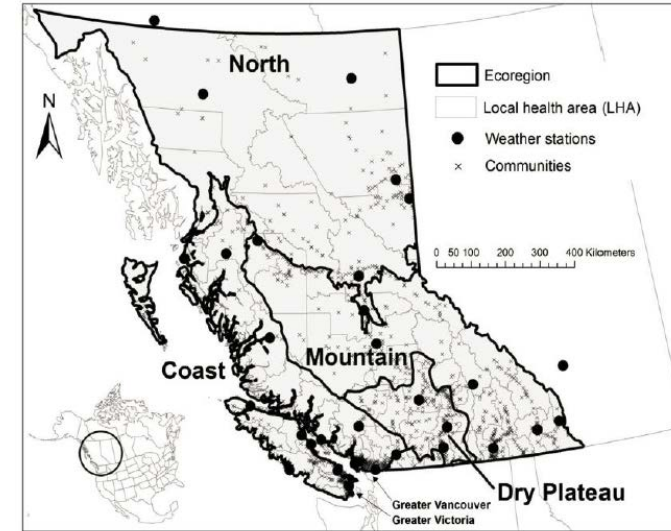 North
N
Ecoregion
Local health area (LHA)
Weather stations
Communities
0 50 100 200 300 400 Kilometers
Coast
Mountain
Dry Plateau
Greater Vancouver
Greater Victoria